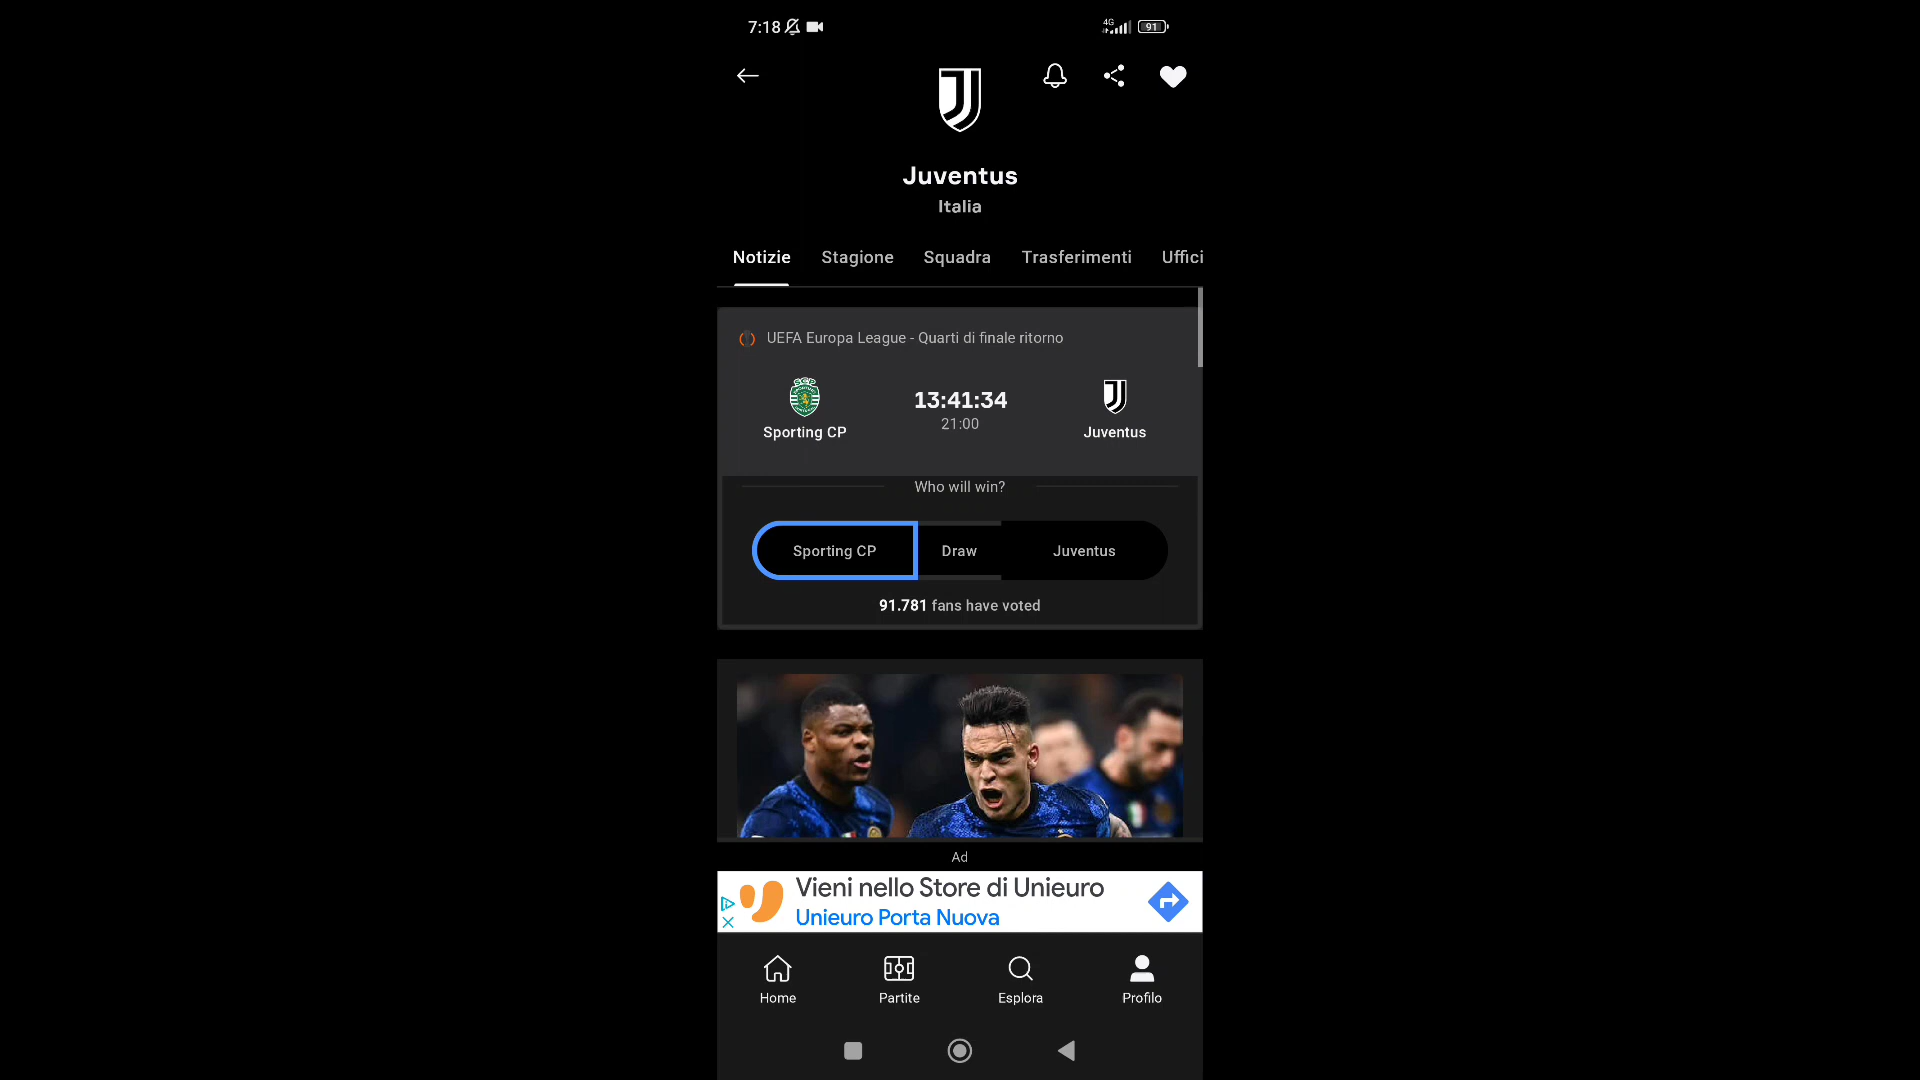 7:18
4G
91
Juventus
Italia
Notizie Stagione Squadra Trasferimenti Uffici
UEFA Europa League - Quarti di finale ritorno
13:41:34
21:00
Sporting CP
Juventus
Who will win?
Sporting CP Draw Juventus
91.781 fans have voted
Ad
Vieni nello Store di Unieuro
Unieuro Porta Nuova
Home Partite Esplora Profilo